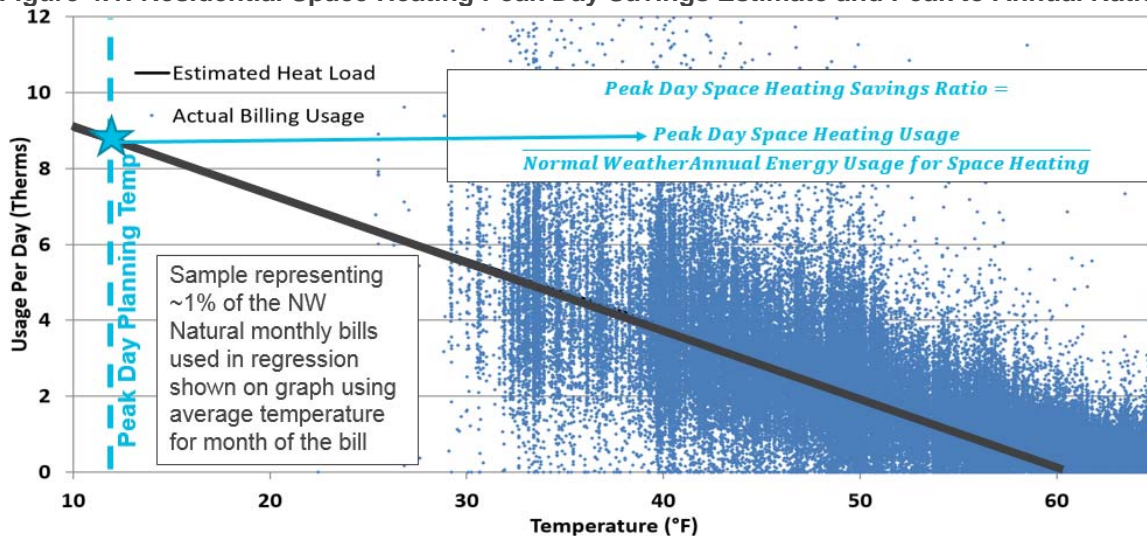 12
10
8
6
4
2
0
Usage Per Day (Therms)
Estimated Heat Load
Actual Billing Usage
Peak Day Planning Temp
Peak Day Space Heating Savings Ratio =
Peak Day Space Heating Usage
Normal WeatherAnnual Energy Usage for Space Heating
Sample representing
~1% of the NW
Natural monthly bills
used in regression
shown on graph using
average temperature
for month of the bill
10 20 30 40 50 60
Temperature (°F)